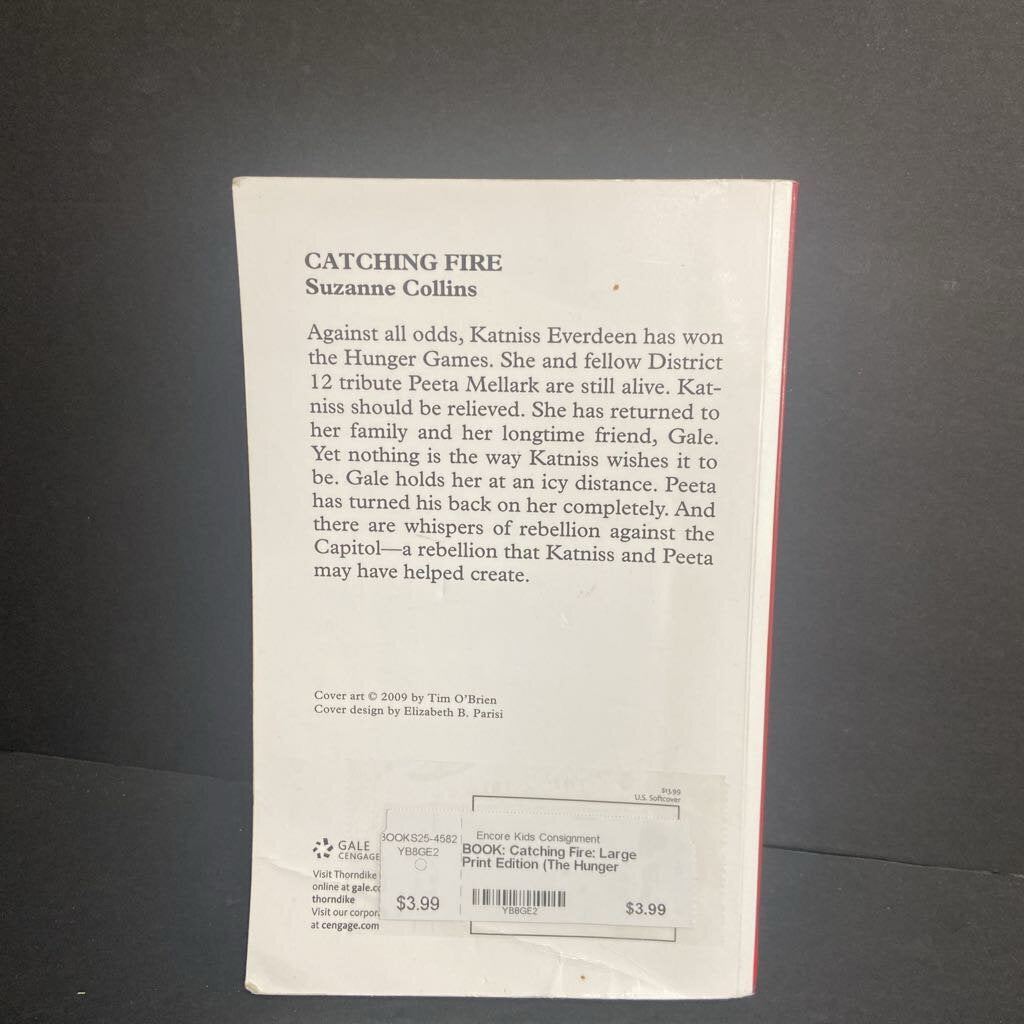 CATCHING FIRE
Suzanne Collins
Against all odds, Katniss Everdeen has won
the Hunger Games. She and fellow District
12 tribute Peeta Mellark are still alive. Kat-
niss should be relieved. She has returned to
her family and her longtime friend, Gale.
Yet nothing is the way Katniss wishes it to
be. Gale holds her at an icy distance. Peeta
has turned his back on her completely. And
there are whispers of rebellion against the
Capitol—a rebellion that Katniss and Peeta
may have helped create.
Cover art © 2009 by Tim O'Brien
Cover design by Elizabeth B. Parisi
$13.99
U.S. Softcover
GALE
CENGAGE
Visit Thorndike
online at gale.co
thorndike
Visit our corpor
at cengage.com
BOOKS25-4582
YB8GE2
$3.99
Encore Kids Consignment
BOOK: Catching Fire: Large
Print Edition (The Hunger
YB8GE2
$3.99